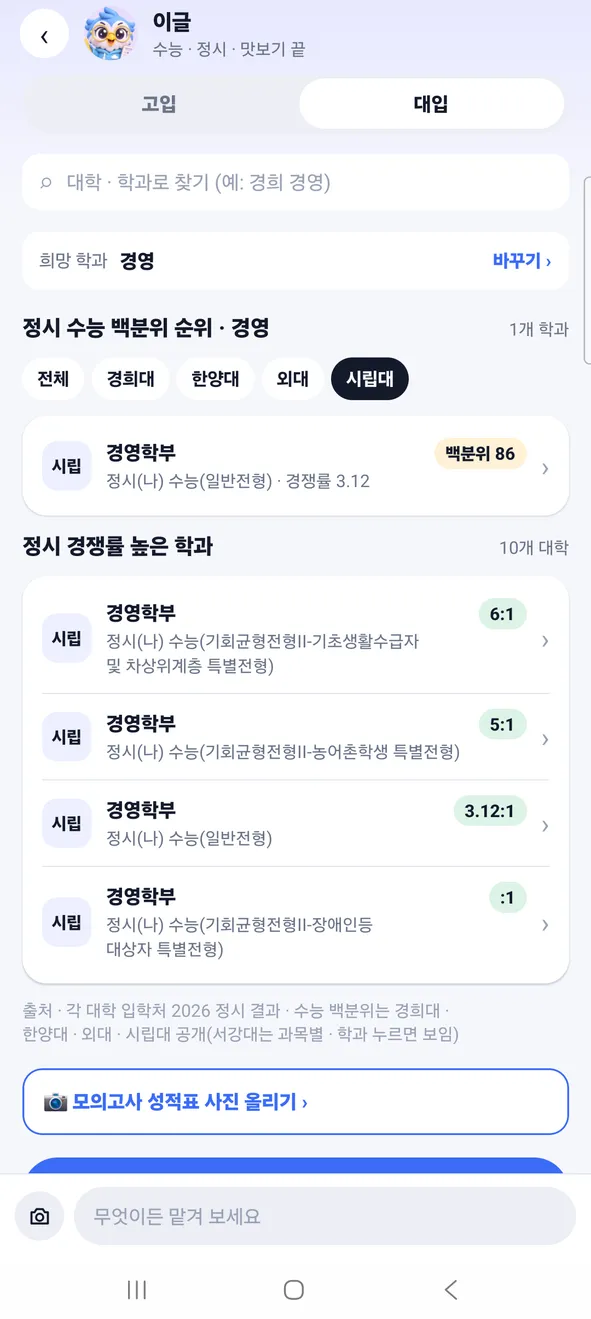 이글
수능 · 정시 · 맛보기 끝
고입
대입
대학 · 학과로 찾기 (예: 경희 경영)
희망 학과 경영
바꾸기 ›
정시 수능 백분위 순위 · 경영
1개 학과
전체
경희대
한양대
외대
시립대
시립
경영학부
백분위 86
정시(나) 수능(일반전형) · 경쟁률 3.12
정시 경쟁률 높은 학과
10개 대학
시립
경영학부
6:1
정시(나) 수능(기회균형전형II-기초생활수급자
및 차상위계층 특별전형)
시립
경영학부
5:1
정시(나) 수능(기회균형전형II-농어촌학생 특별전형)
시립
경영학부
3.12:1
정시(나) 수능(일반전형)
시립
경영학부
:1
정시(나) 수능(기회균형전형II-장애인등
대상자 특별전형)
출처 · 각 대학 입학처 2026 정시 결과 · 수능 백분위는 경희대 ·
한양대 · 외대 · 시립대 공개(서강대는 과목별 · 학과 누르면 보임)
모의고사 성적표 사진 올리기 ›
무엇이든 맡겨 보세요